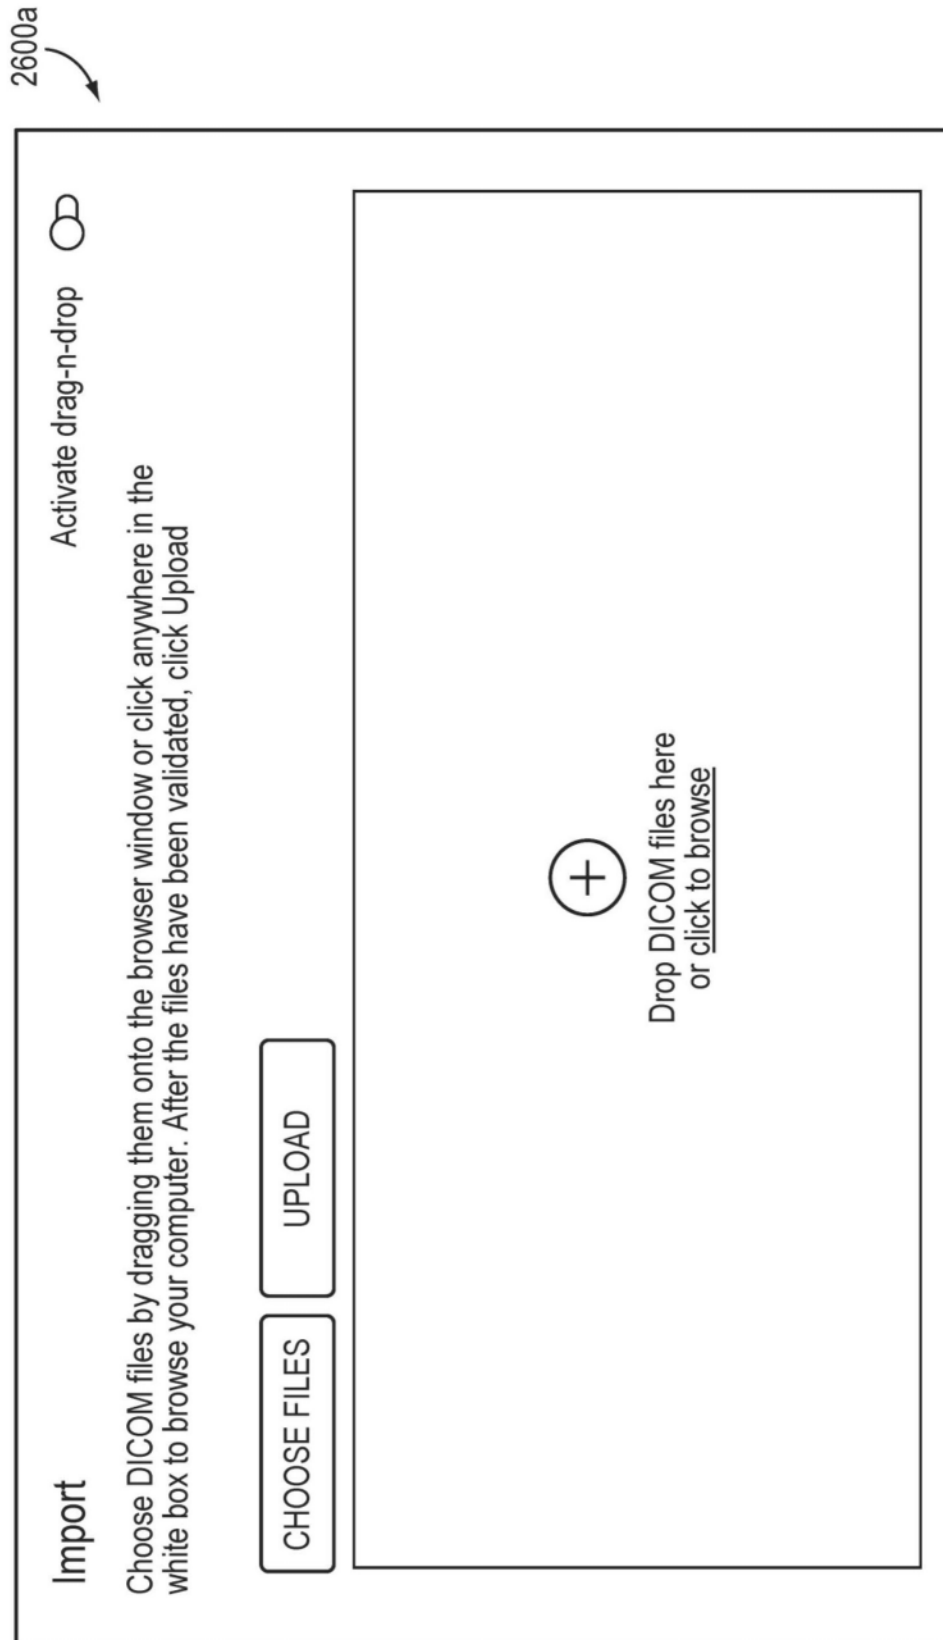 2600a
Import
Activate drag-n-drop
Choose DICOM files by dragging them onto the browser window or click anywhere in the
white box to browse your computer. After the files have been validated, click Upload
CHOOSE FILES
UPLOAD
Drop DICOM files here
or click to browse